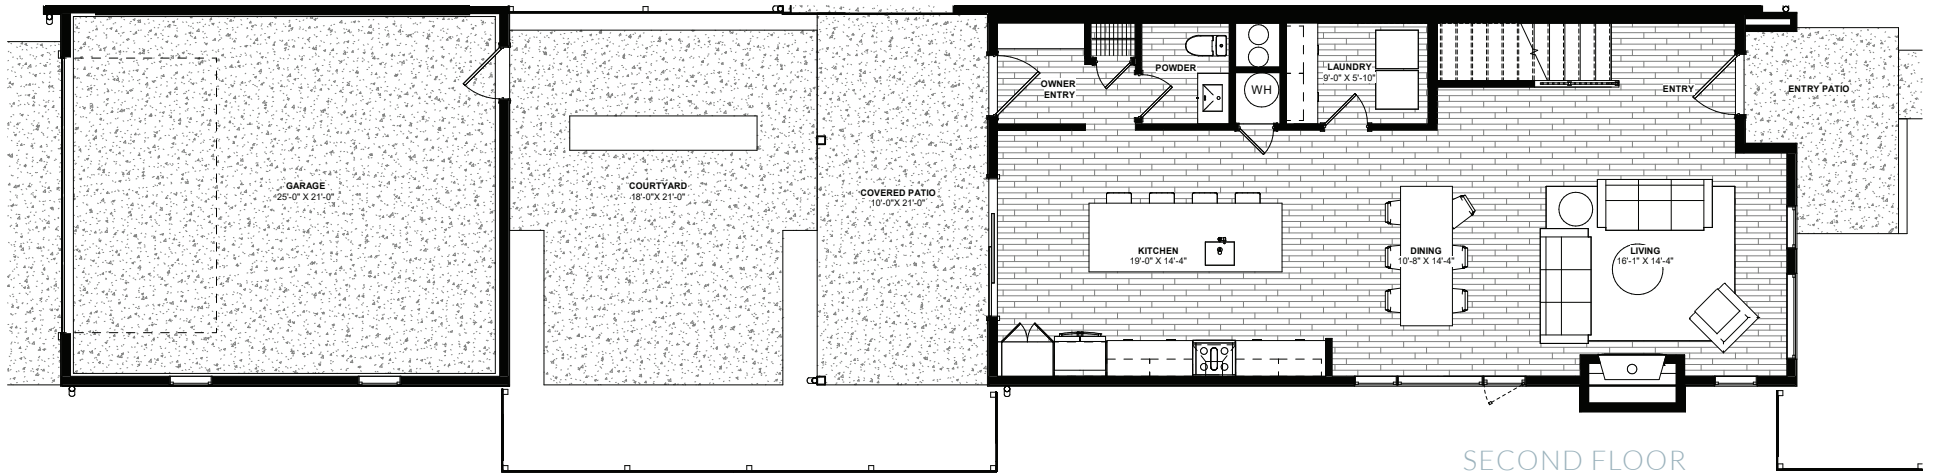 GARAGE
25'-0" X 21'-0"
COURTYARD
18'-0"X 21'-0"
COVERED PATIO
10'-0"X 21'-0"
OWNER
ENTRY
POWDER
WH
LAUNDRY
9'-0" X 5'-10"
ENTRY
ENTRY PATIO
KITCHEN
19'-0" X 14'-4"
DINING
10'-8" X 14'-4"
LIVING
16'-1" X 14'-4"
SECOND FLOOR